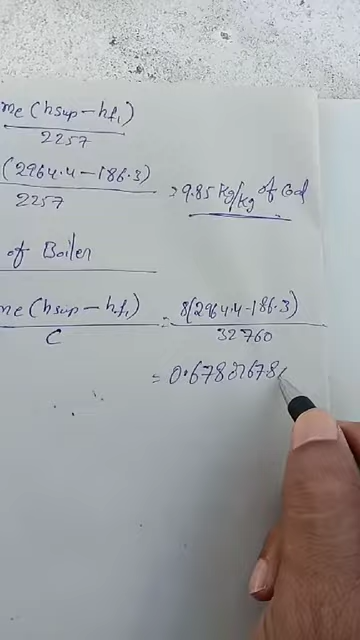 me (hsup - hf1)
2257
(2964.4 - 186.3)
2257
= 9.85 kg/kg of Coal
of Boiler
me (hsup - hf1)
C
= 8(2964.4 - 186.3)
32760
= 0.67838678